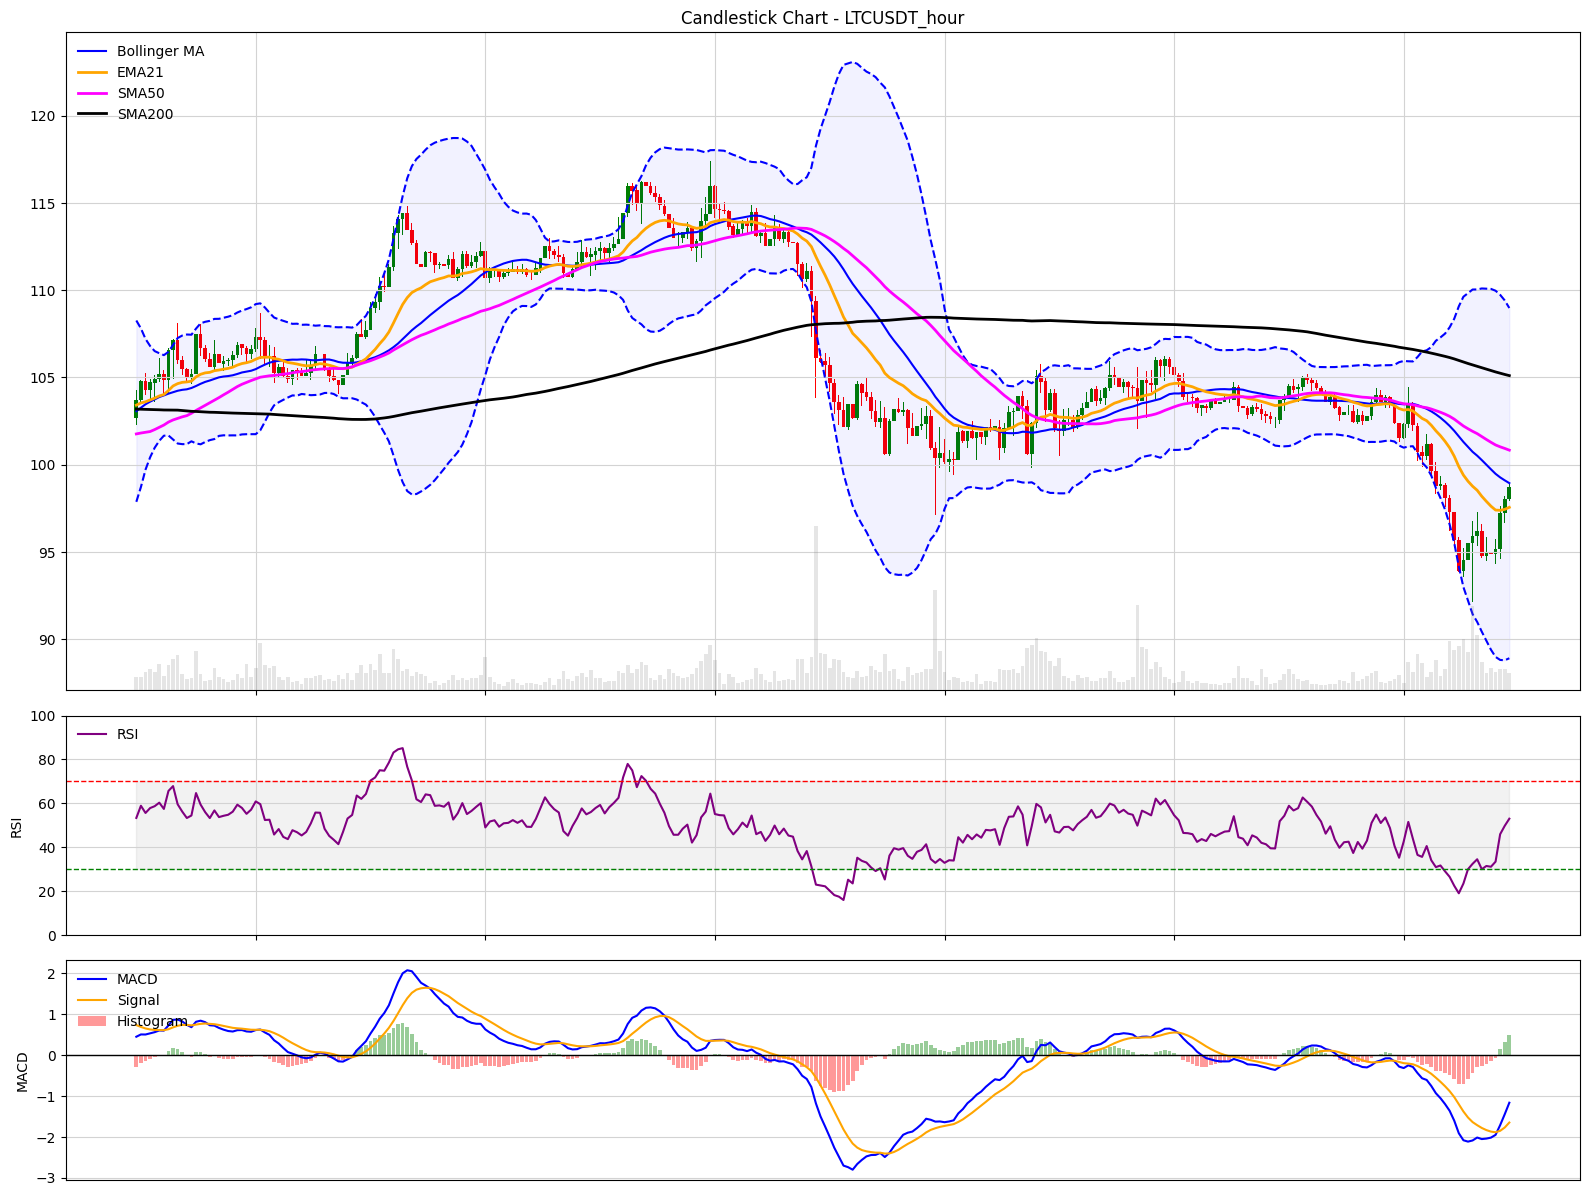 Candlestick Chart - LTCUSDT_hour
Bollinger MA
EMA21
SMA50
SMA200
120
115
110
105
100
95
90
100
80
60
40
20
0
RSI
RSI
2
1
0
−1
−2
−3
MACD
MACD
Signal
Histogram